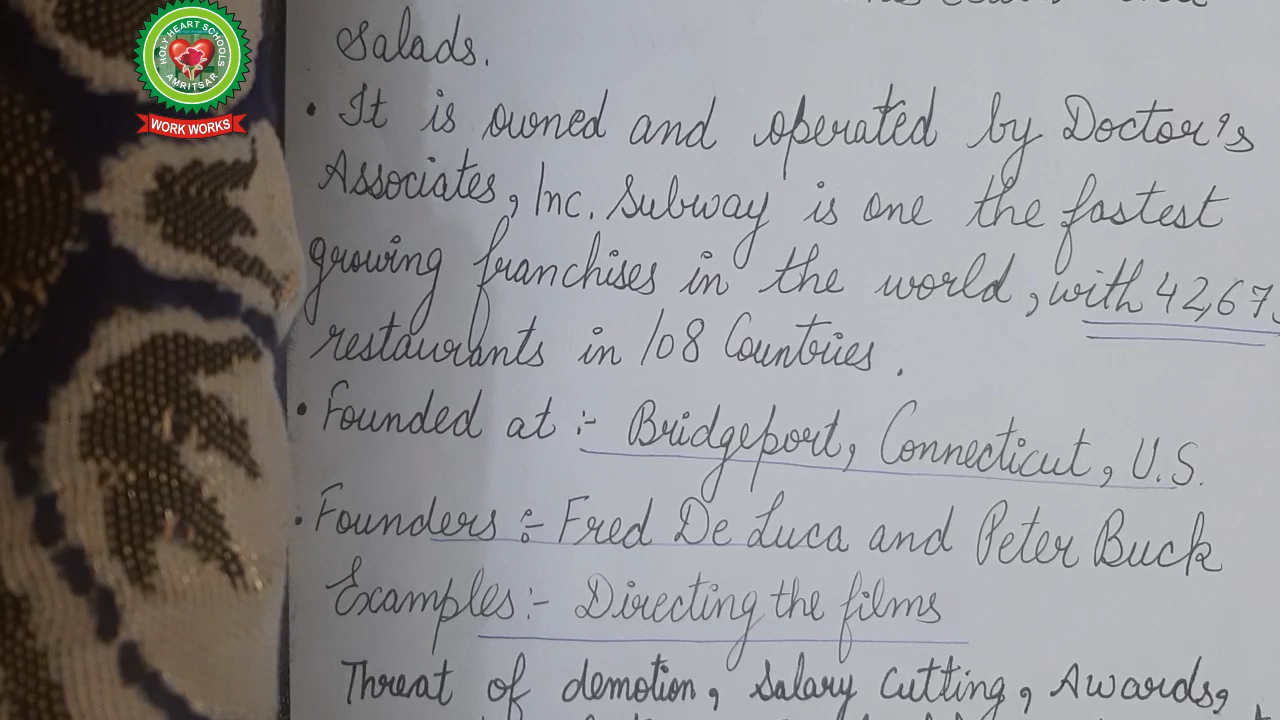 HOLY HEART SCHOOLS
AMRITSAR
WORK WORKS
Salads.
• It is owned and operated by Doctor's
Associates, Inc. Subway is one the fastest
growing franchises in the world, with 42,67
restaurants in 108 Countries.
• Founded at :- Bridgeport, Connecticut, U.S.
• Founders :- Fred De Luca and Peter Buck
Examples:- Directing the films
Threat of demotion, Salary Cutting, Awards,